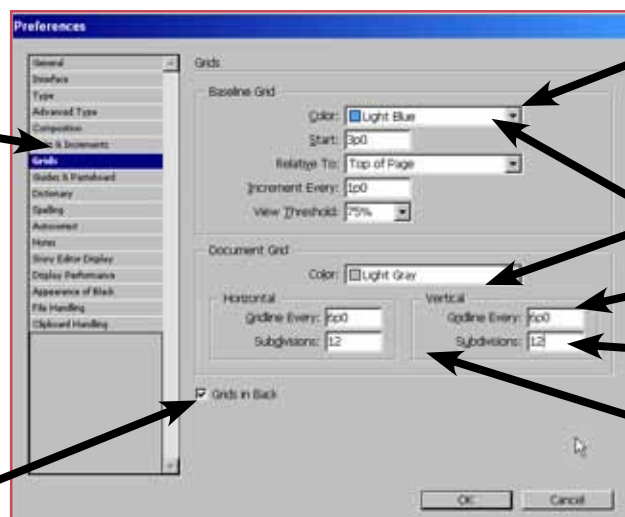 Preferences
General
Interface
Type
Advanced Type
Composition
& Increments
Grids
Guides & Pasteboard
Dictionary
Spelling
Autocorrect
Notes
Story Editor Display
Display Performance
Appearance of Black
File Handling
Clipboard Handling
Grids
Baseline Grid
Color: Light Blue
Start: 3p0
Relative To: Top of Page
Increment Every: 1p0
View Threshold: 75%
Document Grid
Color: Light Gray
Horizontal
Gridline Every: 6p0
Subdivisions: 12
Vertical
Gridline Every: 6p0
Subdivisions: 12
Grids in Back
OK
Cancel